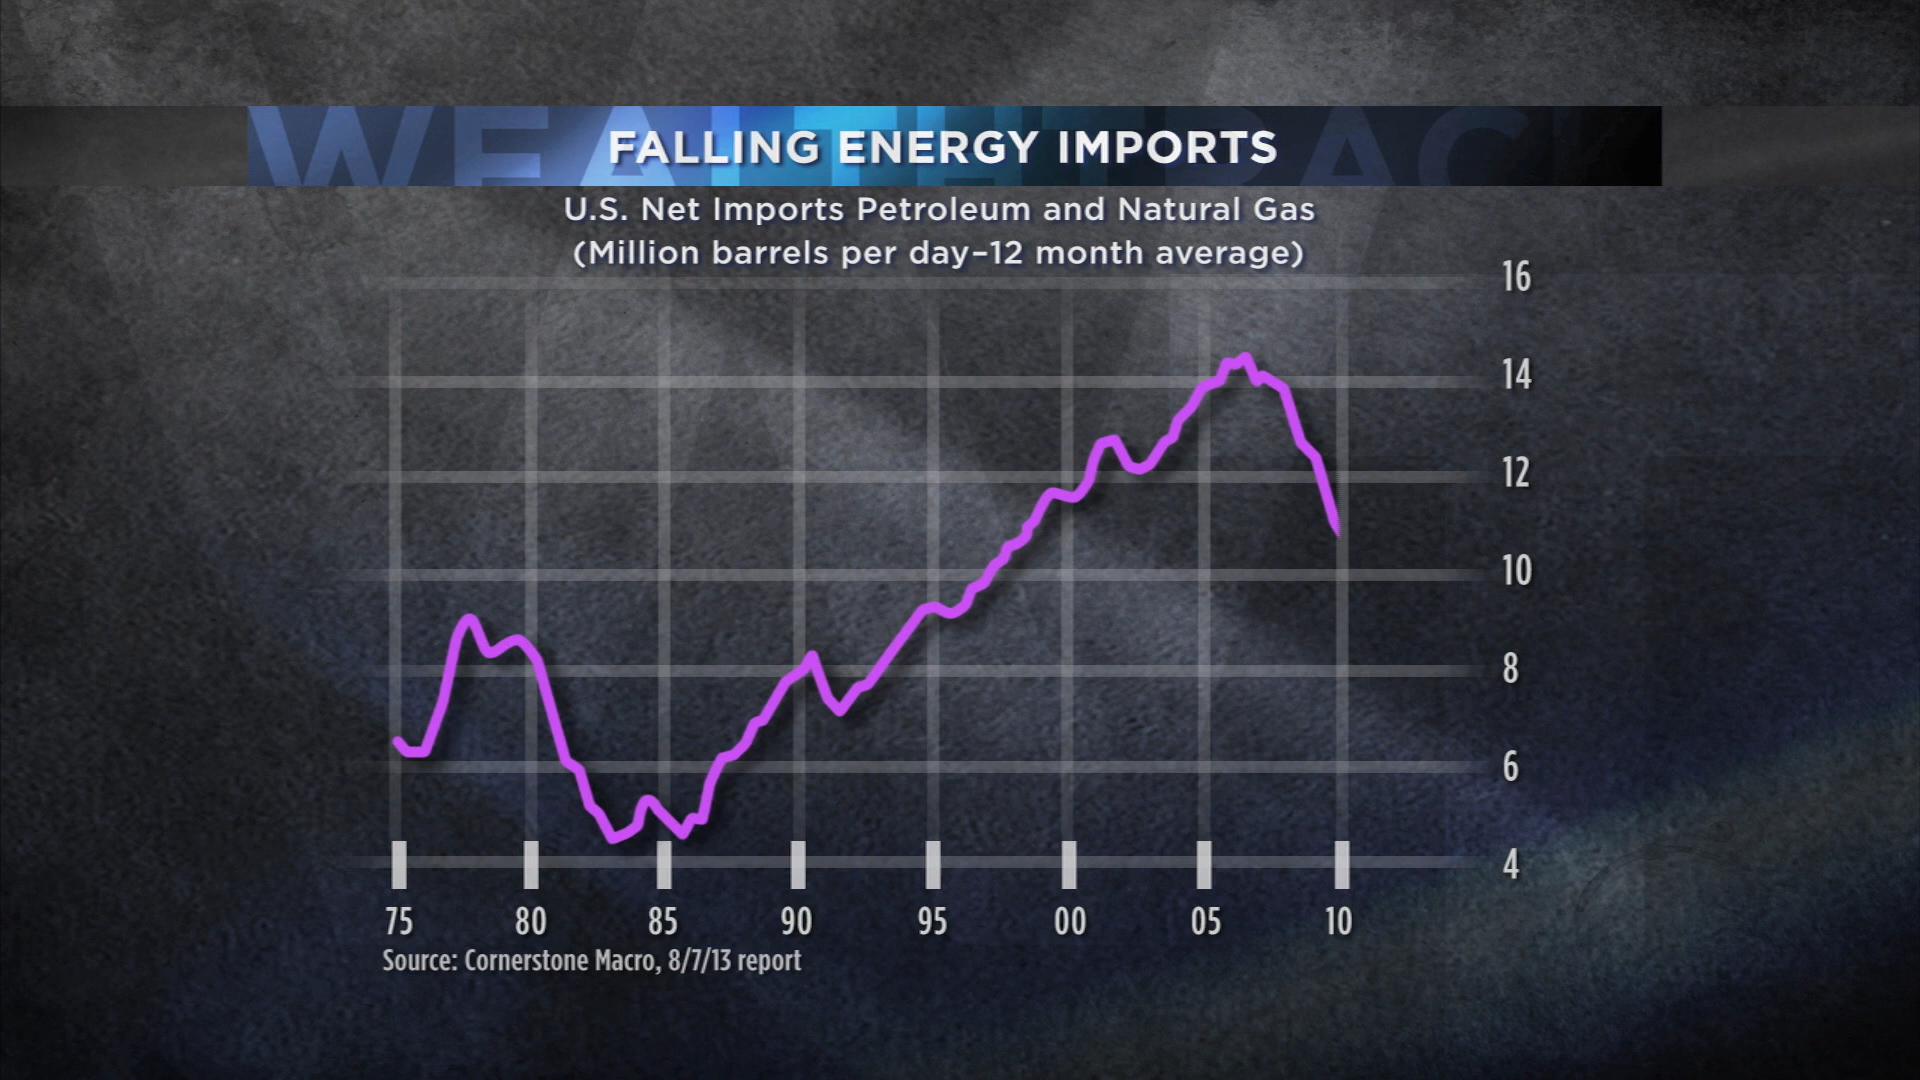 WEALTHTRACK
FALLING ENERGY IMPORTS
U.S. Net Imports Petroleum and Natural Gas
(Million barrels per day–12 month average)
16
14
12
10
8
6
4
75 80 85 90 95 00 05 10
Source: Cornerstone Macro, 8/7/13 report